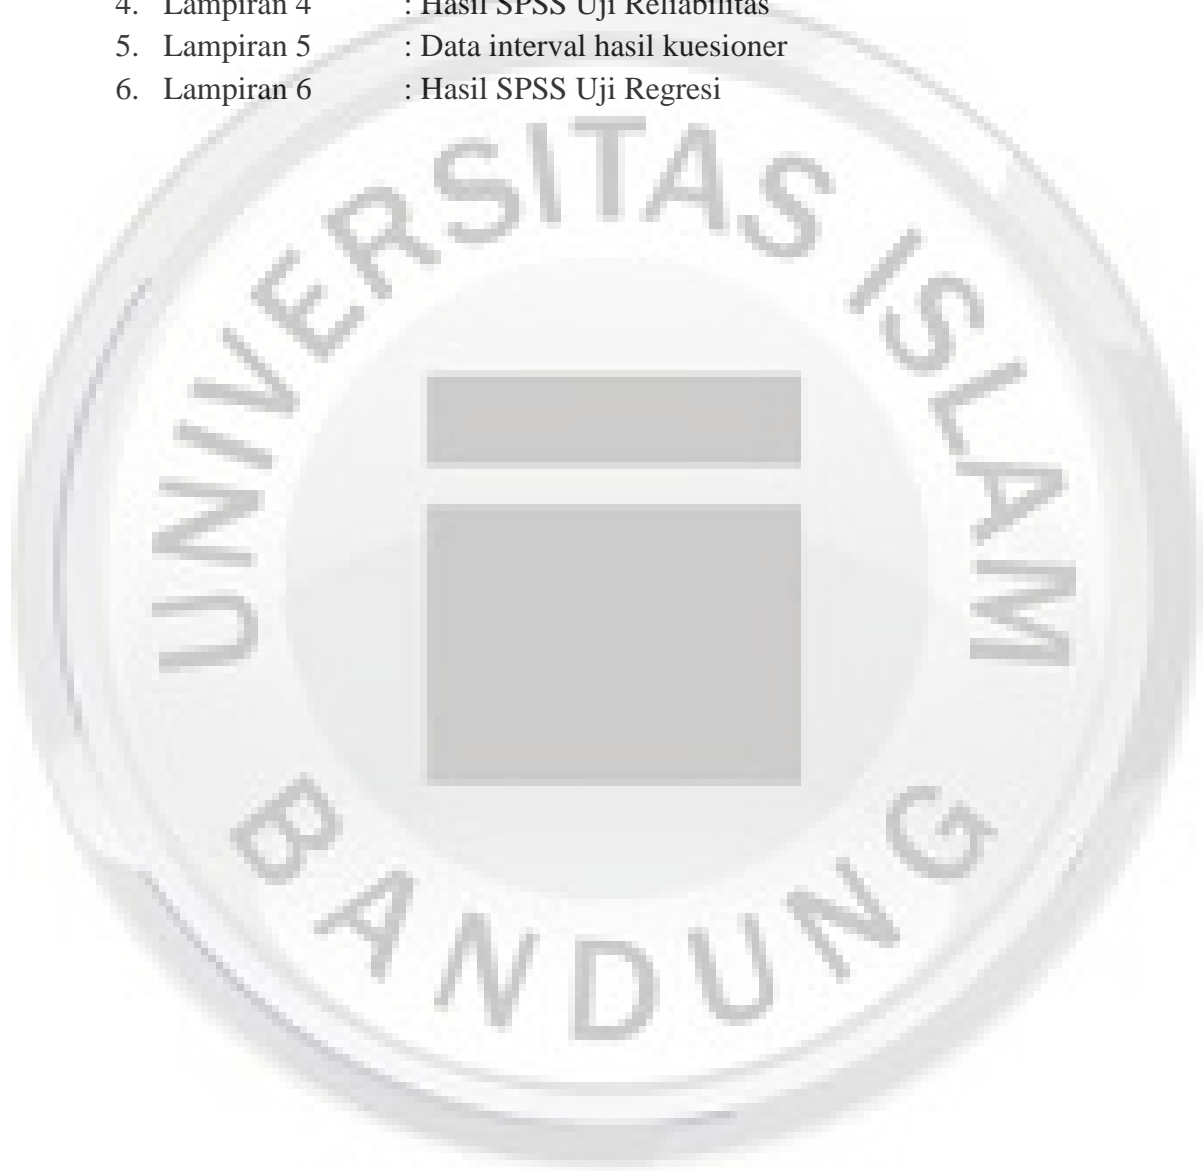 4. Lampiran 4 : Hasil SPSS Uji Reliabilitas
5. Lampiran 5 : Data interval hasil kuesioner
6. Lampiran 6 : Hasil SPSS Uji Regresi
UNIVERSITAS ISLAM
BANDUNG